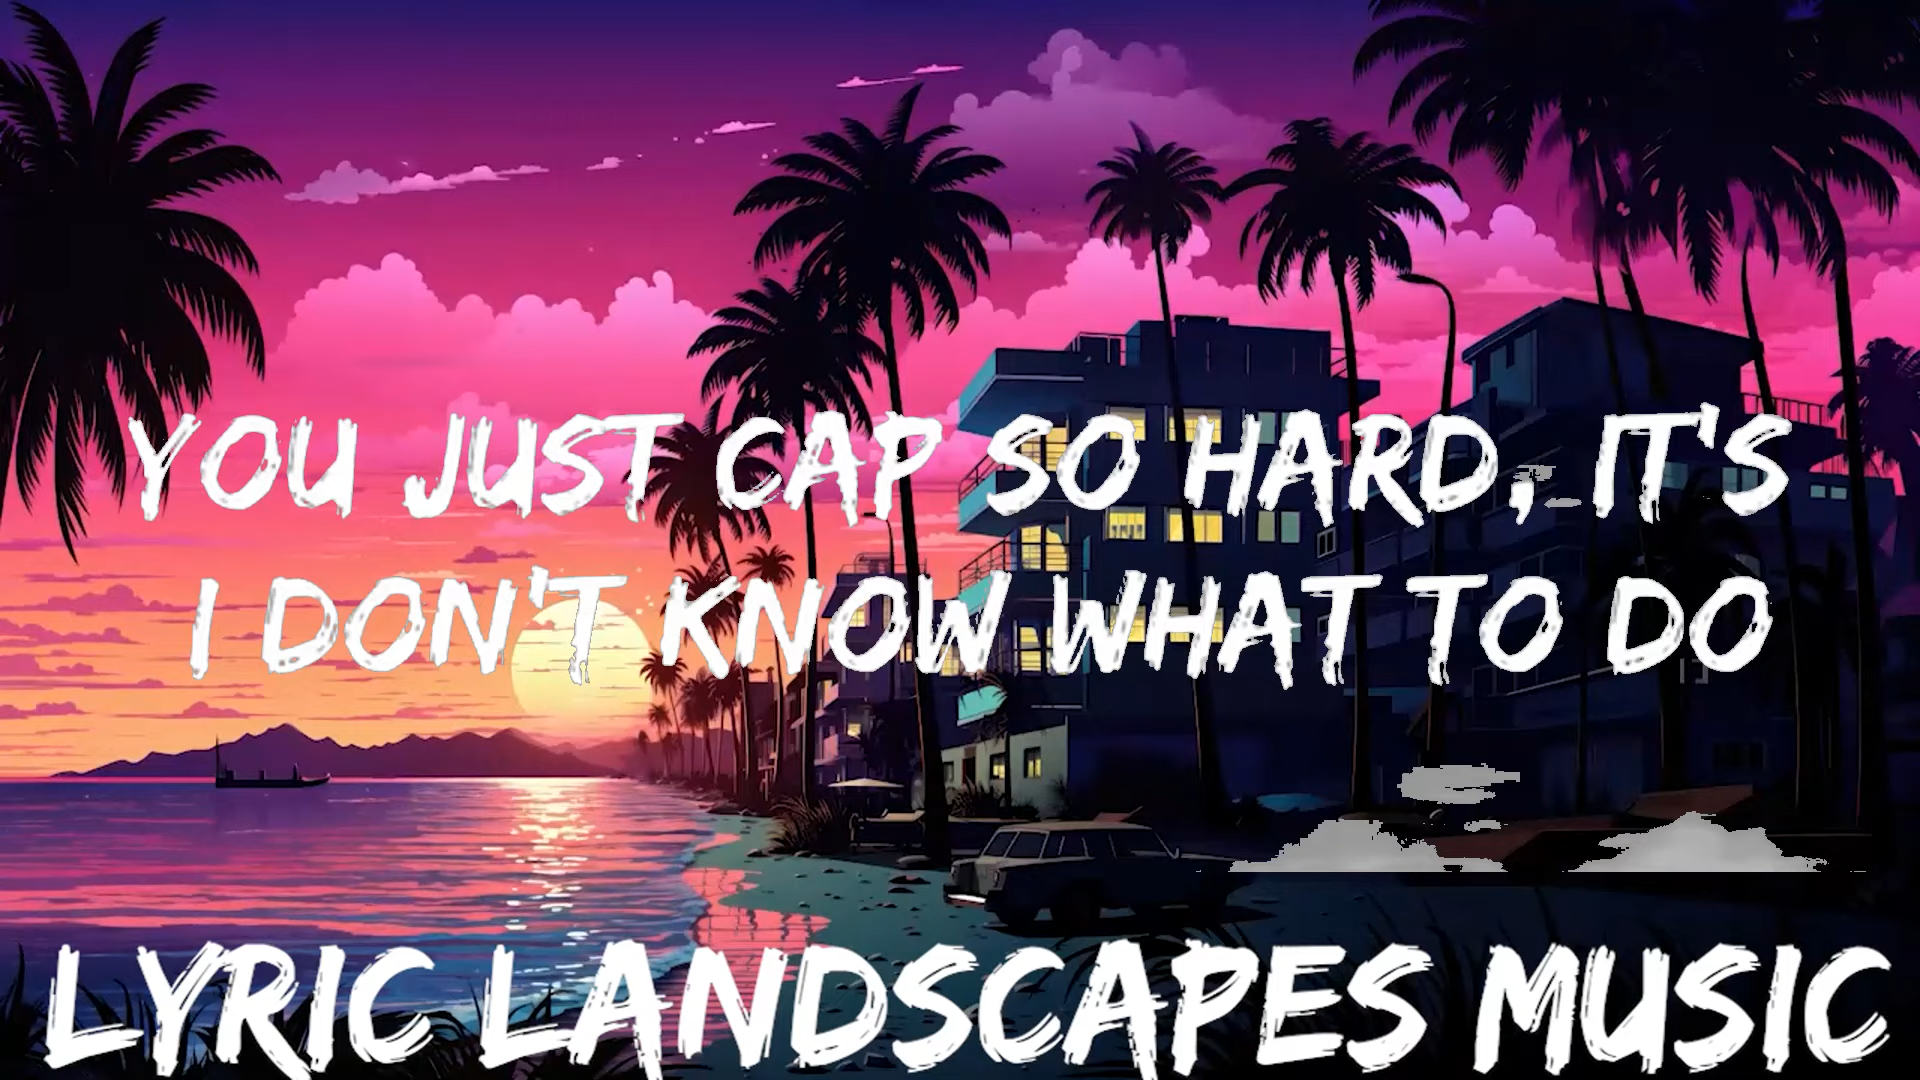 YOU JUST CAP SO HARD, IT'S
I DON'T KNOW WHAT TO DO
LYRIC LANDSCAPES MUSIC